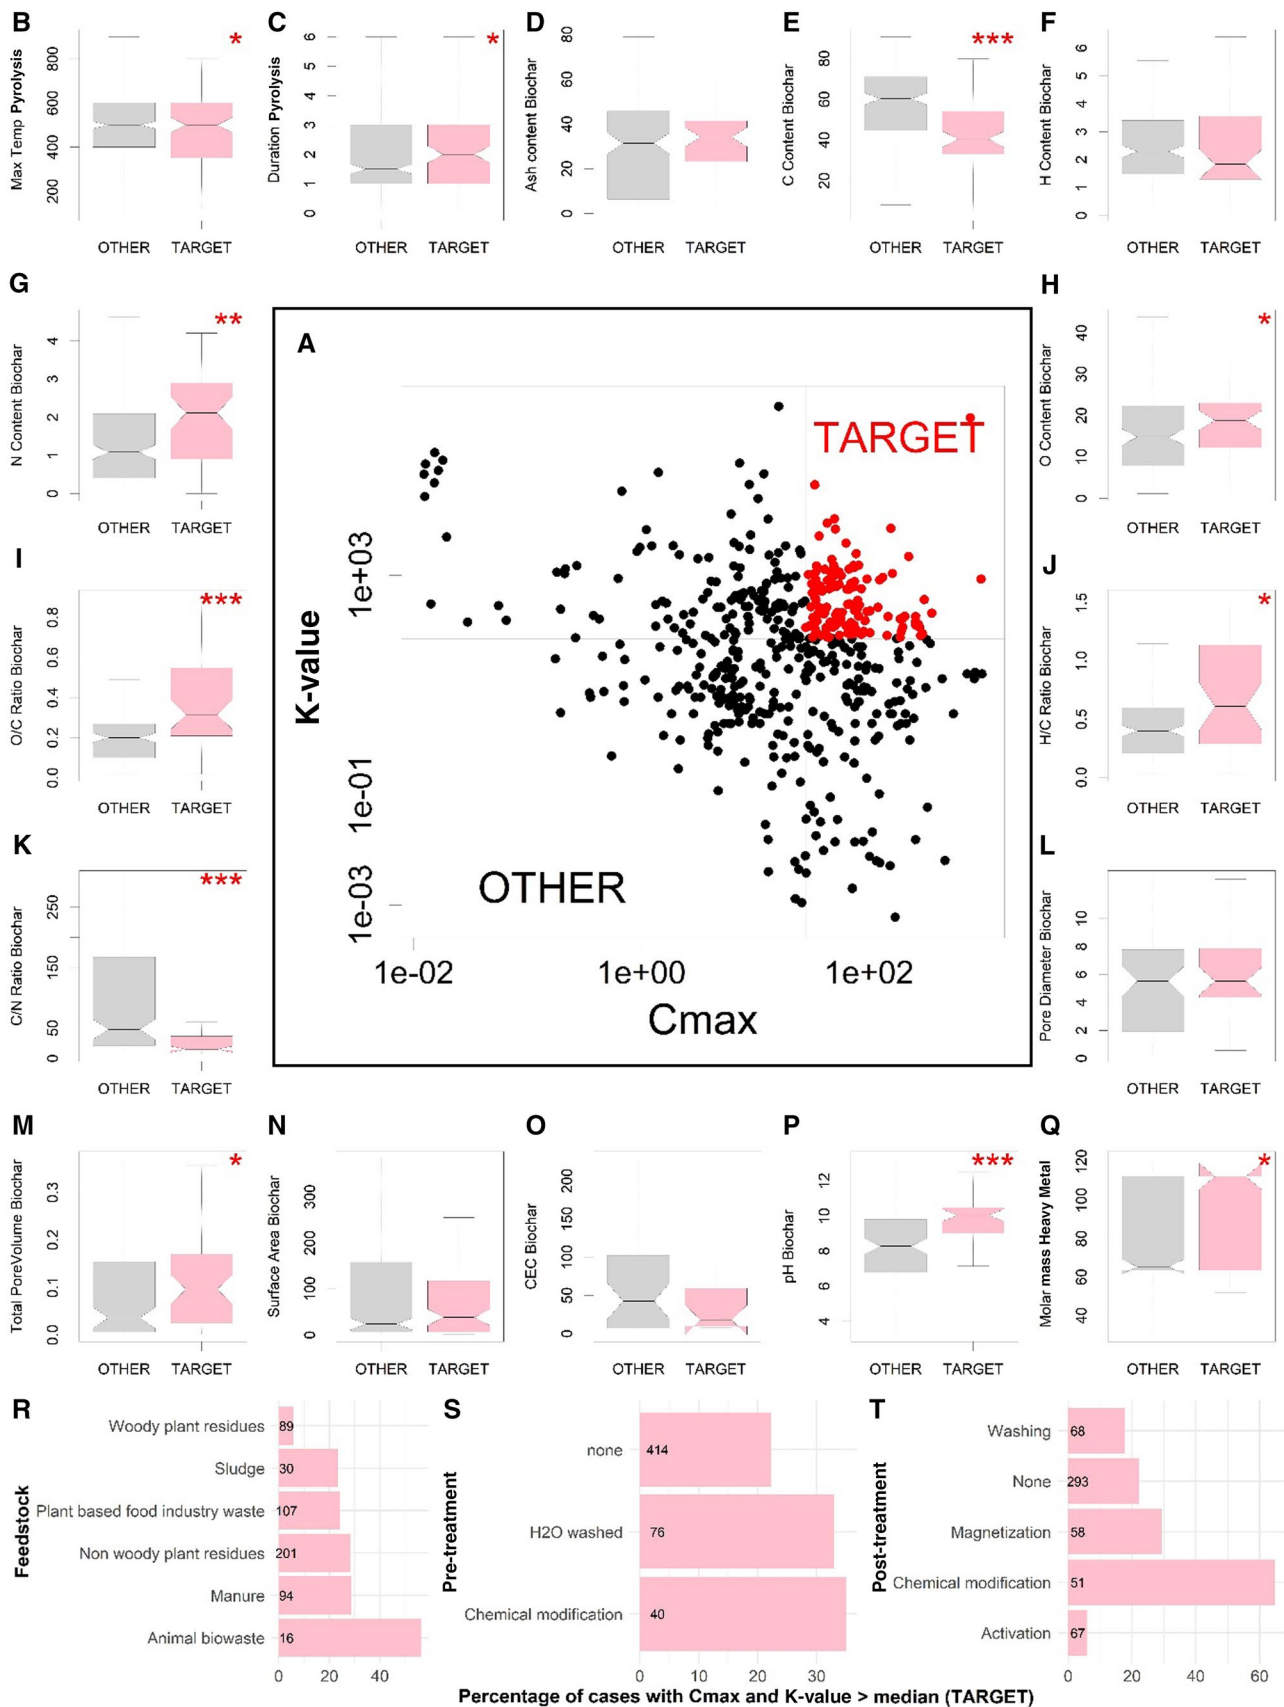 B
*
Max Temp Pyrolysis
800
600
400
200
OTHER TARGET
C
*
Duration Pyrolysis
6
5
4
3
2
1
0
OTHER TARGET
D
Ash content Biochar
80
60
40
20
0
OTHER TARGET
E
***
C Content Biochar
80
60
40
20
OTHER TARGET
F
H Content Biochar
6
5
4
3
2
1
0
OTHER TARGET
G
**
N Content Biochar
4
3
2
1
0
OTHER TARGET
A
TARGET
OTHER
K-value
1e+03
1e-01
1e-03
1e-02 1e+00 1e+02
Cmax
H
*
O Content Biochar
40
30
20
10
0
OTHER TARGET
I
***
O/C Ratio Biochar
0.8
0.6
0.4
0.2
0.0
OTHER TARGET
J
*
H/C Ratio Biochar
1.5
1.0
0.5
0.0
OTHER TARGET
K
***
C/N Ratio Biochar
250
150
50
0
OTHER TARGET
L
Pore Diameter Biochar
10
8
6
4
2
0
OTHER TARGET
M
*
Total PoreVolume Biochar
0.3
0.2
0.1
0.0
OTHER TARGET
N
Surface Area Biochar
300
200
100
0
OTHER TARGET
O
CEC Biochar
200
150
100
50
0
OTHER TARGET
P
***
pH Biochar
12
10
8
6
4
OTHER TARGET
Q
*
Molar mass Heavy Metal
120
100
80
60
40
OTHER TARGET
R
Feedstock
Woody plant residues 89
Sludge 30
Plant based food industry waste 107
Non woody plant residues 201
Manure 94
Animal biowaste 16
0 20 40
S
Pre-treatment
none 414
H2O washed 76
Chemical modification 40
0 10 20 30
T
Post-treatment
Washing 68
None 293
Magnetization 58
Chemical modification 51
Activation 67
0 20 40 60
Percentage of cases with Cmax and K-value > median (TARGET)